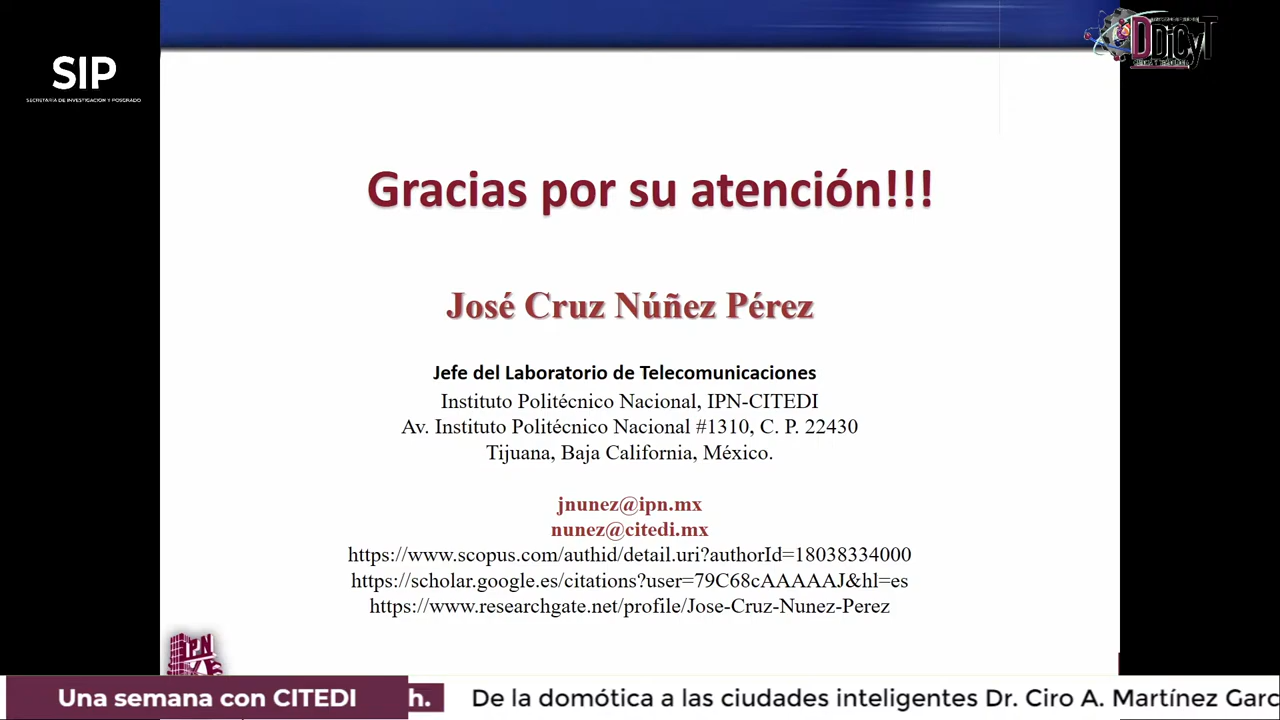 SIP
SECRETARÍA DE INVESTIGACIÓN Y POSGRADO
DDiCyT
Gracias por su atención!!!
José Cruz Núñez Pérez
Jefe del Laboratorio de Telecomunicaciones
Instituto Politécnico Nacional, IPN-CITEDI
Av. Instituto Politécnico Nacional #1310, C. P. 22430
Tijuana, Baja California, México.
jnunez@ipn.mx
nunez@citedi.mx
https://www.scopus.com/authid/detail.uri?authorId=18038334000
https://scholar.google.es/citations?user=79C68cAAAAAJ&hl=es
https://www.researchgate.net/profile/Jose-Cruz-Nunez-Perez
IPN
Una semana con CITEDI h. De la domótica a las ciudades inteligentes Dr. Ciro A. Martínez Garc